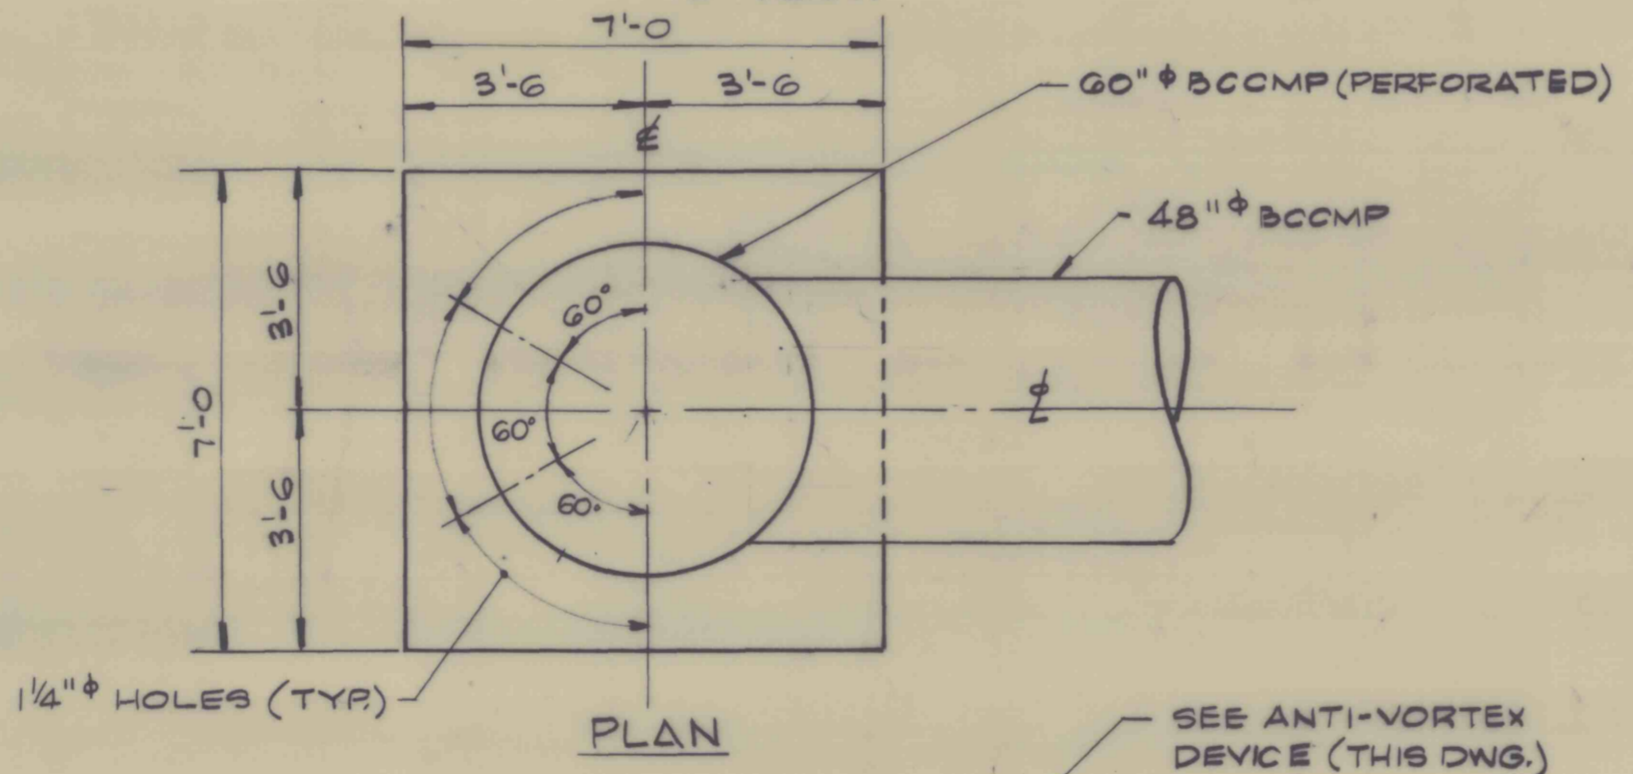 7'-0
3'-6 3'-6
60"φ BCCMP (PERFORATED)
℄
48"φ BCCMP
3'-6
60°
7'-0
60°
℄
3'-6
60°
1¼"φ HOLES (TYP.)
PLAN
SEE ANTI-VORTEX
DEVICE (THIS DWG.)